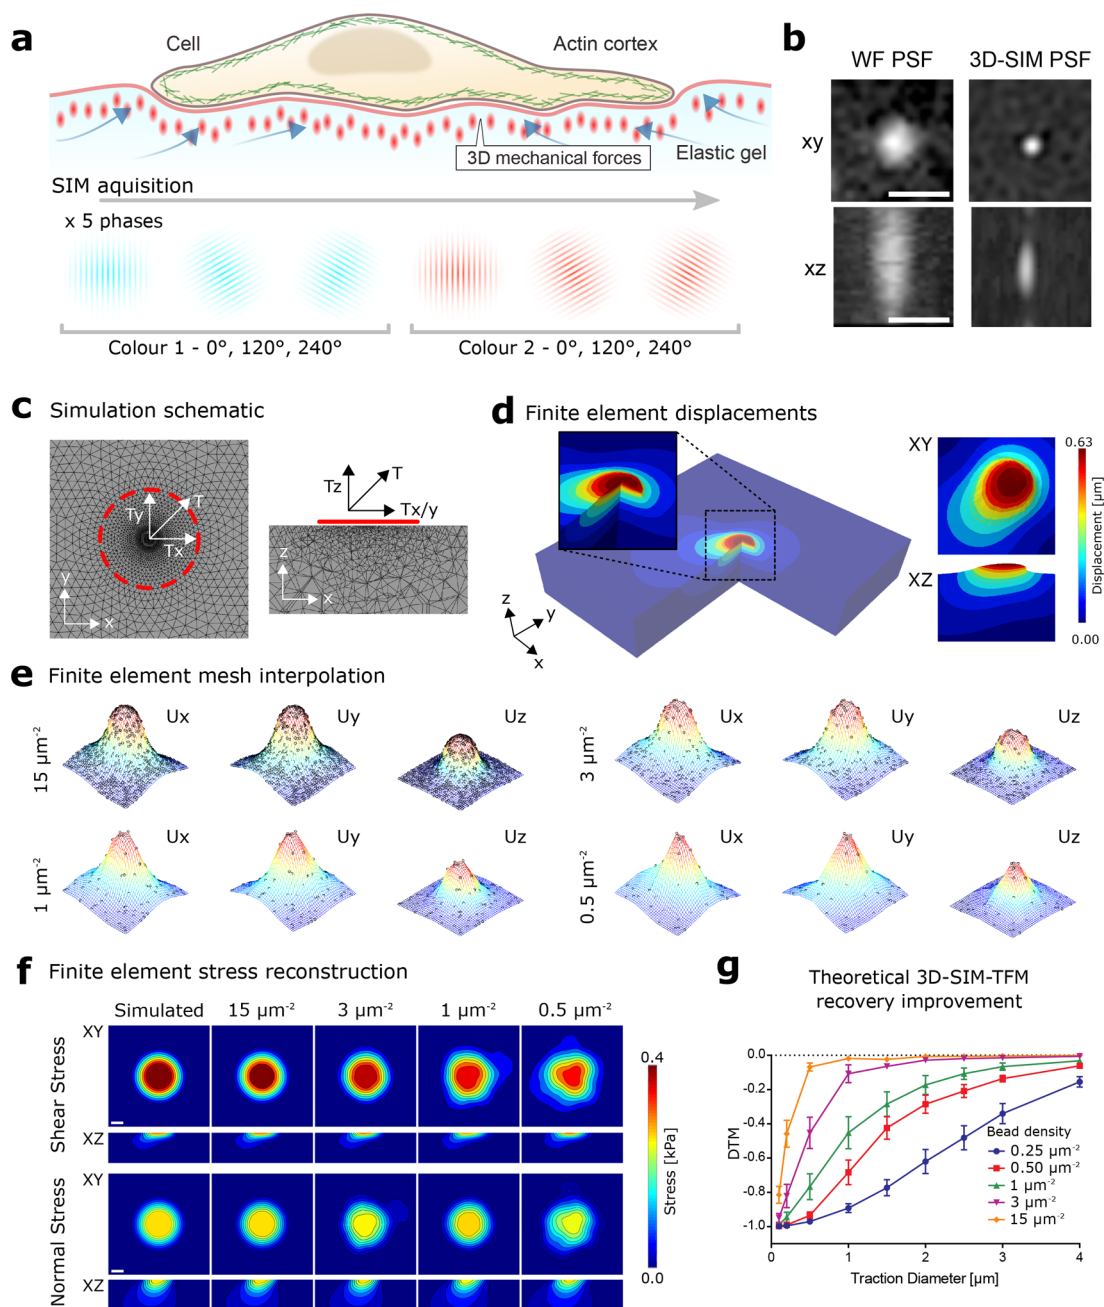 a
Cell
Actin cortex
3D mechanical forces
Elastic gel
SIM aquisition
x 5 phases
Colour 1 - 0°, 120°, 240°
Colour 2 - 0°, 120°, 240°
b
WF PSF
3D-SIM PSF
xy
xz
c Simulation schematic
Ty
T
Tx
y
x
Tz
T
Tx/y
z
x
d Finite element displacements
z
y
x
XY
XZ
0.63
Displacement [µm]
0.00
e Finite element mesh interpolation
15 µm⁻²
Ux
Uy
Uz
3 µm⁻²
Ux
Uy
Uz
1 µm⁻²
Ux
Uy
Uz
0.5 µm⁻²
Ux
Uy
Uz
f Finite element stress reconstruction
Simulated
15 µm⁻²
3 µm⁻²
1 µm⁻²
0.5 µm⁻²
Shear Stress
XY
XZ
Normal Stress
XY
XZ
0.4
Stress [kPa]
0.0
g
Theoretical 3D-SIM-TFM
recovery improvement
0.0
-0.2
-0.4
-0.6
-0.8
-1.0
DTM
0
1
2
3
4
Traction Diameter [µm]
Bead density
0.25 µm⁻²
0.50 µm⁻²
1 µm⁻²
3 µm⁻²
15 µm⁻²